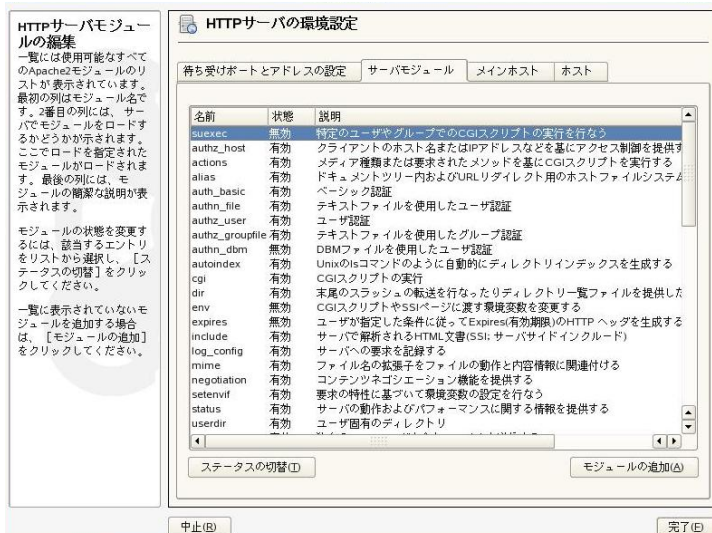 HTTPサーバモジュー
ルの編集
一覧には使用可能なすべて
のApache2モジュールのリ
ストが表示されています。
最初の列はモジュール名で
す。2番目の列には、サー
バでモジュールをロードす
るかどうかが示されます。
ここでロードを指定された
モジュールがロードされま
す。最後の列には、モ
ジュールの簡潔な説明が表
示されます。
モジュールの状態を変更す
るには、該当するエントリ
をリストから選択し、［ス
テータスの切替］をクリッ
クしてください。
一覧に表示されていないモ
ジュールを追加する場合
は、［モジュールの追加］
をクリックしてください。
HTTPサーバの環境設定
待ち受けポートとアドレスの設定 サーバモジュール メインホスト ホスト
名前 状態 説明
suexec 無効 特定のユーザやグループでのCGIスクリプトの実行を行なう
authz_host 有効 クライアントのホスト名またはIPアドレスなどを基にアクセス制御を提供す
actions 有効 メディア種類または要求されたメソッドを基にCGIスクリプトを実行する
alias 有効 ドキュメントツリー内およびURLリダイレクト用のホストファイルシステム
auth_basic 有効 ベーシック認証
authn_file 有効 テキストファイルを使用したユーザ認証
authz_user 有効 ユーザ認証
authz_groupfile 有効 テキストファイルを使用したグループ認証
authn_dbm 無効 DBMファイルを使用したユーザ認証
autoindex 有効 Unixのlsコマンドのように自動的にディレクトリインデックスを生成する
cgi 有効 CGIスクリプトの実行
dir 有効 末尾のスラッシュの転送を行なったりディレクトリ一覧ファイルを提供した
env 無効 CGIスクリプトやSSIページに渡す環境変数を変更する
expires 無効 ユーザが指定した条件に従ってExpires(有効期限)のHTTP ヘッダを生成する
include 有効 サーバで解析されるHTML文書(SSI; サーバサイドインクルード)
log_config 有効 サーバへの要求を記録する
mime 有効 ファイル名の拡張子をファイルの動作と内容情報に関連付ける
negotiation 有効 コンテンツネゴシエーション機能を提供する
setenvif 有効 要求の特性に基づいて環境変数の設定を行なう
status 有効 サーバの動作およびパフォーマンスに関する情報を提供する
userdir 有効 ユーザ固有のディレクトリ
ステータスの切替(T) モジュールの追加(A)
中止(R) 完了(F)